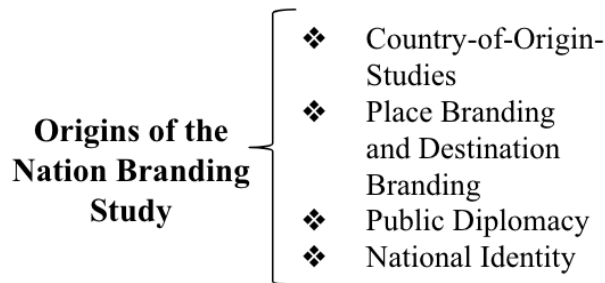 Origins of the
Nation Branding
Study
❖ Country-of-Origin-
Studies
❖ Place Branding
and Destination
Branding
❖ Public Diplomacy
❖ National Identity